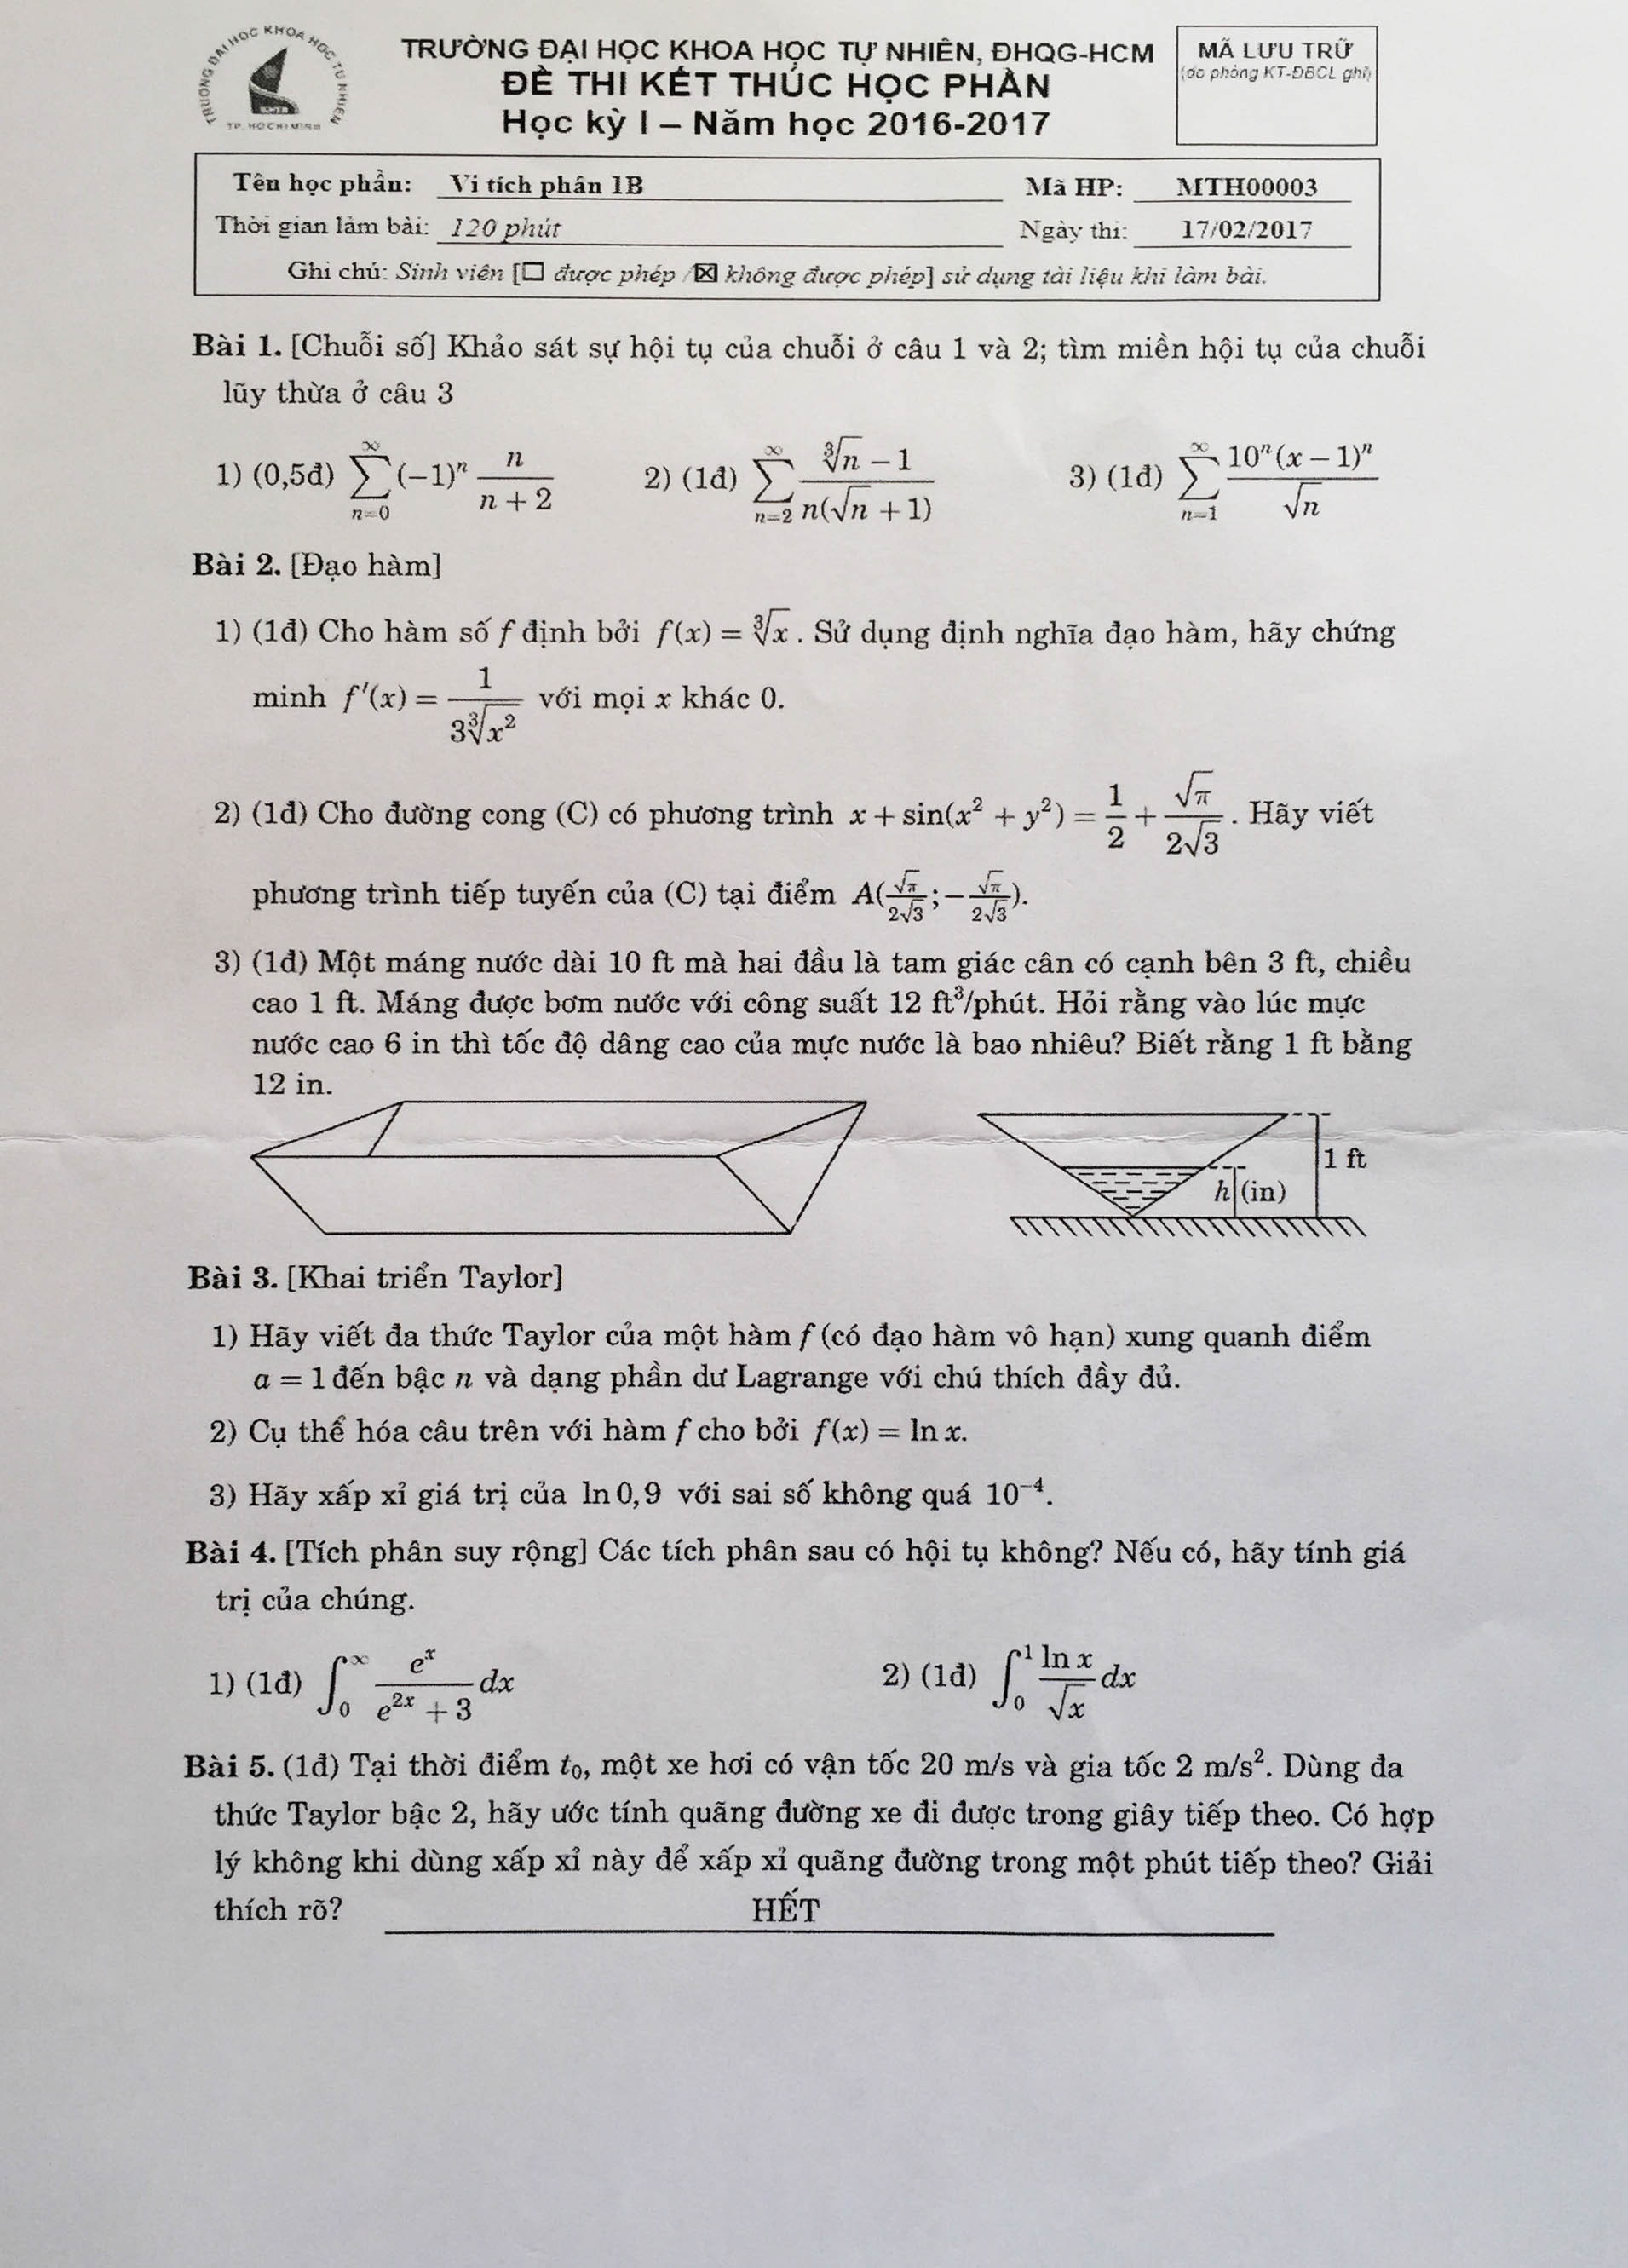 TRƯỜNG ĐẠI HỌC KHOA HỌC TỰ NHIÊN
TP. HO CHI MINH
TRƯỜNG ĐẠI HỌC KHOA HỌC TỰ NHIÊN, ĐHQG-HCM
ĐỀ THI KẾT THÚC HỌC PHẦN
Học kỳ I – Năm học 2016-2017
MÃ LƯU TRỮ
(do phòng KT-ĐBCL ghi)
Tên học phần: Vi tích phân 1B Mã HP: MTH00003
Thời gian làm bài: 120 phút Ngày thi: 17/02/2017
Ghi chú: Sinh viên [☐ được phép / ☒ không được phép] sử dụng tài liệu khi làm bài.
Bài 1. [Chuỗi số] Khảo sát sự hội tụ của chuỗi ở câu 1 và 2; tìm miền hội tụ của chuỗi
lũy thừa ở câu 3
1) (0,5đ) $\sum_{n=0}^{\infty} (-1)^n \frac{n}{n+2}$ 2) (1đ) $\sum_{n=2}^{\infty} \frac{\sqrt[3]{n}-1}{n(\sqrt{n}+1)}$ 3) (1đ) $\sum_{n=1}^{\infty} \frac{10^n(x-1)^n}{\sqrt{n}}$
Bài 2. [Đạo hàm]
1) (1đ) Cho hàm số f định bởi $f(x) = \sqrt[3]{x}$. Sử dụng định nghĩa đạo hàm, hãy chứng
minh $f'(x) = \frac{1}{3\sqrt[3]{x^2}}$ với mọi x khác 0.
2) (1đ) Cho đường cong (C) có phương trình $x + \sin(x^2 + y^2) = \frac{1}{2} + \frac{\sqrt{\pi}}{2\sqrt{3}}$. Hãy viết
phương trình tiếp tuyến của (C) tại điểm $A(\frac{\sqrt{\pi}}{2\sqrt{3}}; -\frac{\sqrt{\pi}}{2\sqrt{3}})$.
3) (1đ) Một máng nước dài 10 ft mà hai đầu là tam giác cân có cạnh bên 3 ft, chiều
cao 1 ft. Máng được bơm nước với công suất 12 ft³/phút. Hỏi rằng vào lúc mực
nước cao 6 in thì tốc độ dâng cao của mực nước là bao nhiêu? Biết rằng 1 ft bằng
12 in.
1 ft
h (in)
Bài 3. [Khai triển Taylor]
1) Hãy viết đa thức Taylor của một hàm f (có đạo hàm vô hạn) xung quanh điểm
a = 1 đến bậc n và dạng phần dư Lagrange với chú thích đầy đủ.
2) Cụ thể hóa câu trên với hàm f cho bởi f(x) = ln x.
3) Hãy xấp xỉ giá trị của ln 0,9 với sai số không quá 10⁻⁴.
Bài 4. [Tích phân suy rộng] Các tích phân sau có hội tụ không? Nếu có, hãy tính giá
trị của chúng.
1) (1đ) $\int_0^{\infty} \frac{e^x}{e^{2x}+3} dx$ 2) (1đ) $\int_0^1 \frac{\ln x}{\sqrt{x}} dx$
Bài 5. (1đ) Tại thời điểm t₀, một xe hơi có vận tốc 20 m/s và gia tốc 2 m/s². Dùng đa
thức Taylor bậc 2, hãy ước tính quãng đường xe đi được trong giây tiếp theo. Có hợp
lý không khi dùng xấp xỉ này để xấp xỉ quãng đường trong một phút tiếp theo? Giải
thích rõ?
HẾT